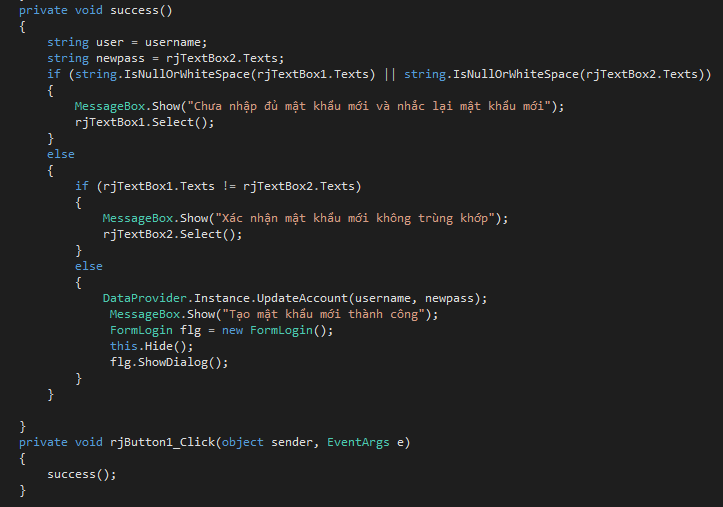 private void success()
{
string user = username;
string newpass = rjTextBox2.Texts;
if (string.IsNullOrWhiteSpace(rjTextBox1.Texts) || string.IsNullOrWhiteSpace(rjTextBox2.Texts))
{
MessageBox.Show("Chưa nhập đủ mật khẩu mới và nhắc lại mật khẩu mới");
rjTextBox1.Select();
}
else
{
if (rjTextBox1.Texts != rjTextBox2.Texts)
{
MessageBox.Show("Xác nhận mật khẩu mới không trùng khớp");
rjTextBox2.Select();
}
else
{
DataProvider.Instance.UpdateAccount(username, newpass);
MessageBox.Show("Tạo mật khẩu mới thành công");
FormLogin flg = new FormLogin();
this.Hide();
flg.ShowDialog();
}
}
}
private void rjButton1_Click(object sender, EventArgs e)
{
success();
}